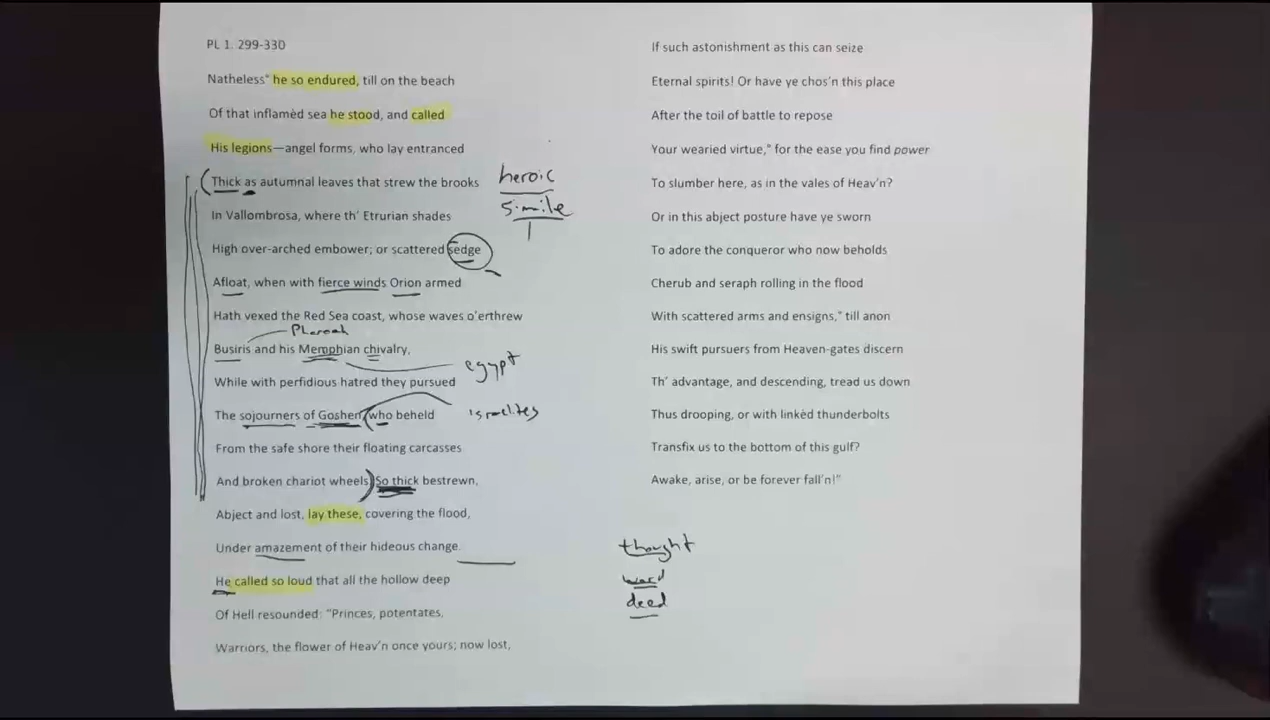 PL 1. 299-330
Natheless° he so endured, till on the beach
Of that inflamèd sea he stood, and called
His legions—angel forms, who lay entranced
Thick as autumnal leaves that strew the brooks
heroic
simile
In Vallombrosa, where th' Etrurian shades
High over-arched embower; or scattered sedge
Afloat, when with fierce winds Orion armed
Hath vexed the Red Sea coast, whose waves o'erthrew
Pharoah
Busiris and his Memphian chivalry,
egypt
While with perfidious hatred they pursued
The sojourners of Goshen, who beheld
israelites
From the safe shore their floating carcasses
And broken chariot wheels. So thick bestrewn,
Abject and lost, lay these, covering the flood,
Under amazement of their hideous change.
He called so loud that all the hollow deep
Of Hell resounded: "Princes, potentates,
Warriors, the flower of Heav'n once yours; now lost,
If such astonishment as this can seize
Eternal spirits! Or have ye chos'n this place
After the toil of battle to repose
Your wearied virtue,° for the ease you find power
To slumber here, as in the vales of Heav'n?
Or in this abject posture have ye sworn
To adore the conqueror who now beholds
Cherub and seraph rolling in the flood
With scattered arms and ensigns,° till anon
His swift pursuers from Heaven-gates discern
Th' advantage, and descending, tread us down
Thus drooping, or with linkèd thunderbolts
Transfix us to the bottom of this gulf?
Awake, arise, or be forever fall'n!"
thought
word
deed